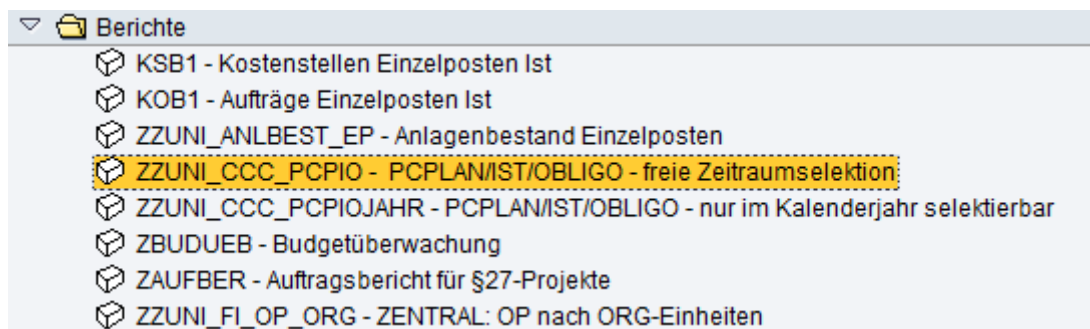 Berichte
KSB1 - Kostenstellen Einzelposten Ist
KOB1 - Aufträge Einzelposten Ist
ZZUNI_ANLBEST_EP - Anlagenbestand Einzelposten
ZZUNI_CCC_PCPIO - PCPLAN/IST/OBLIGO - freie Zeitraumselektion
ZZUNI_CCC_PCPIOJAHR - PCPLAN/IST/OBLIGO - nur im Kalenderjahr selektierbar
ZBUDUEB - Budgetüberwachung
ZAUFBER - Auftragsbericht für §27-Projekte
ZZUNI_FI_OP_ORG - ZENTRAL: OP nach ORG-Einheiten